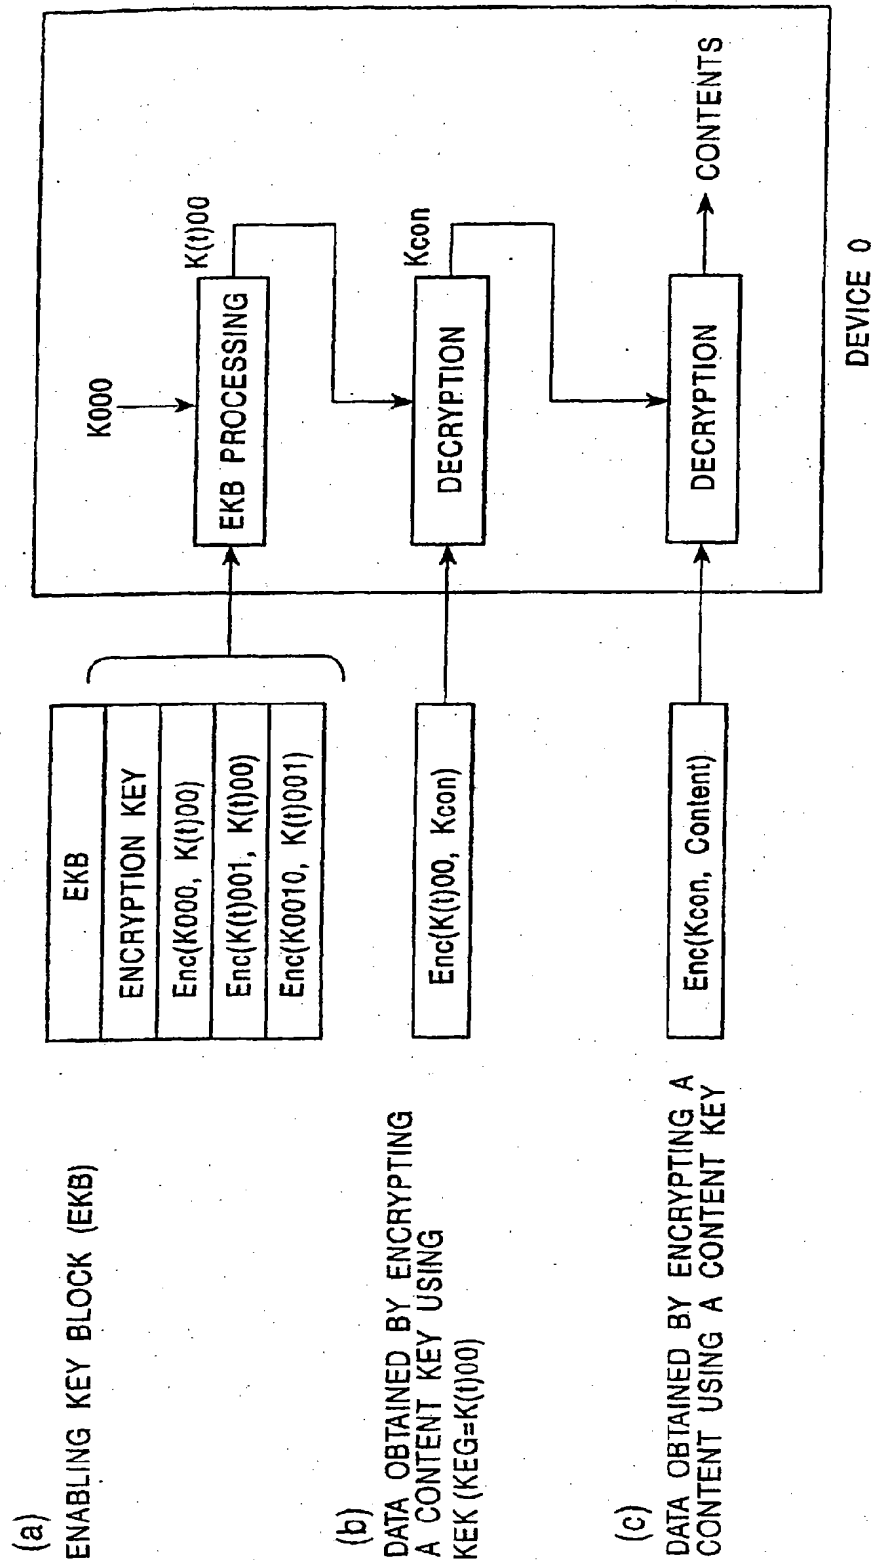 (a)
ENABLING KEY BLOCK (EKB)
EKB
ENCRYPTION KEY
Enc(K000, K(t)00)
Enc(K(t)001, K(t)00)
Enc(K0010, K(t)001)
K000
EKB PROCESSING
K(t)00
(b)
DATA OBTAINED BY ENCRYPTING
A CONTENT KEY USING
KEK (KEG=K(t)00)
Enc(K(t)00, Kcon)
DECRYPTION
Kcon
(c)
DATA OBTAINED BY ENCRYPTING A
CONTENT USING A CONTENT KEY
Enc(Kcon, Content)
DECRYPTION
CONTENTS
DEVICE 0